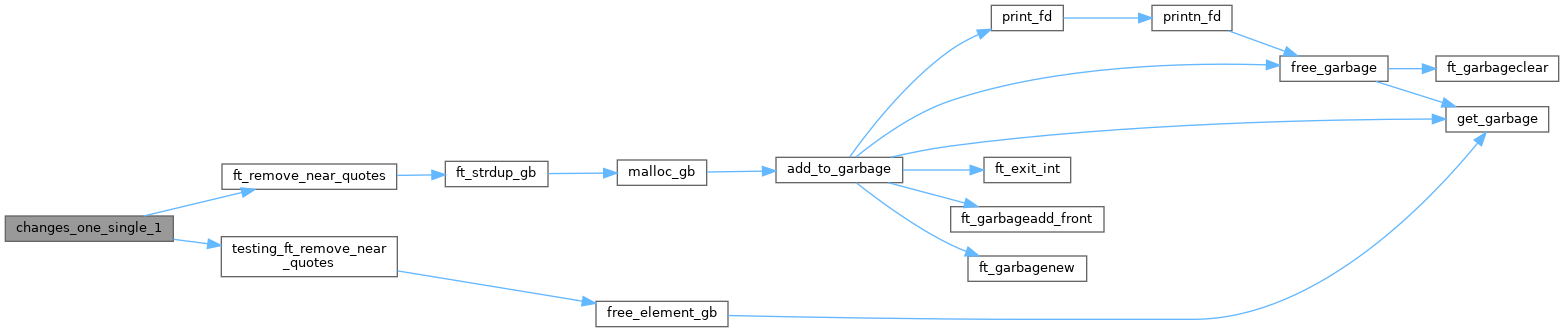 print_fd
printn_fd
free_garbage
ft_garbageclear
get_garbage
ft_remove_near_quotes
ft_strdup_gb
malloc_gb
add_to_garbage
ft_exit_int
ft_garbageadd_front
changes_one_single_1
testing_ft_remove_near
_quotes
ft_garbagenew
free_element_gb